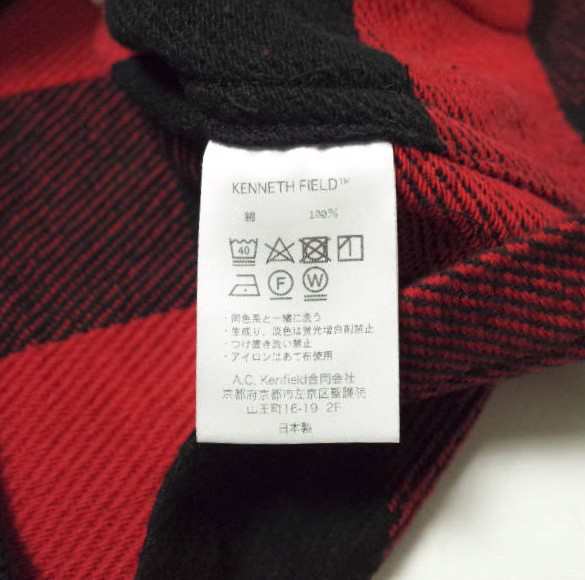 KENNETH FIELD™
綿 100%
40
F W
・同色系と一緒に洗う
・生成り、淡色は蛍光増白剤禁止
・つけ置き洗い禁止
・アイロンはあて布使用
A.C. Kenfield合同会社
京都府京都市左京区聖護院
山王町16-19 2F
日本製